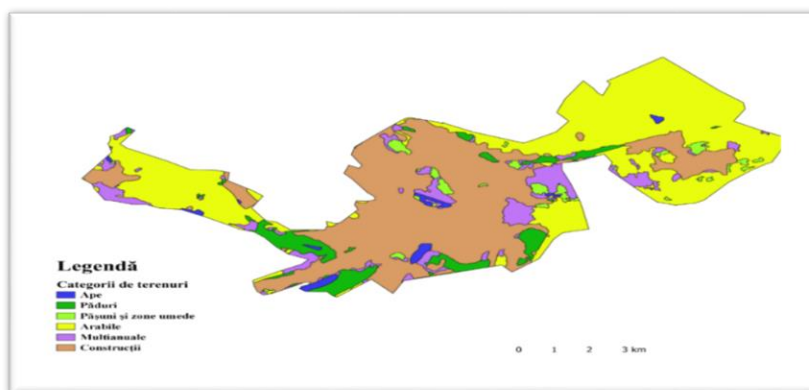 Legendă
Categorii de terenuri
Ape
Păduri
Pășuni și zone umede
Arabile
Multianuale
Construcții
0 1 2 3 km